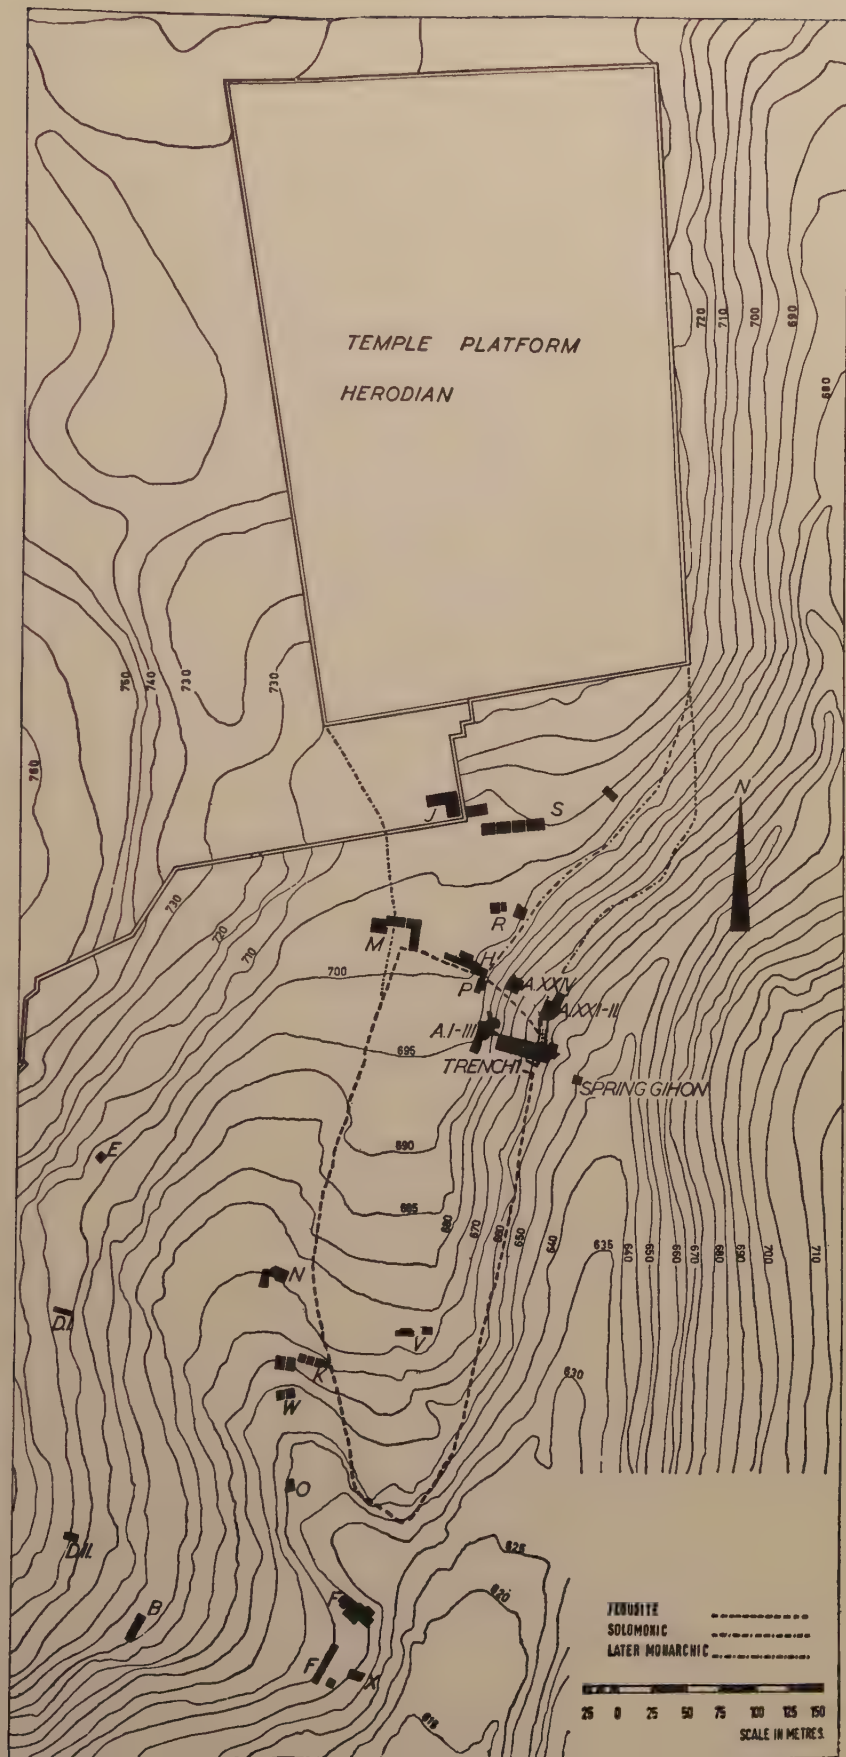 TEMPLE PLATFORM
HERODIAN
720
710
700
690
680
750
740
730
730
760
J
S
N
730
720
710
M
R
H
700
P
A.XXIV
A.XXI-II
A.I-III
695
TRENCH I
SPRING GIHON
E
690
685
680
670
660
650
640
635
640
650
660
670
680
690
700
710
N
D.I.
V
K
630
W
O
D.II.
625
620
B
F
F
X
JEBUSITE
SOLOMONIC
LATER MONARCHIC
25 0 25 50 75 100 125 150
SCALE IN METRES.